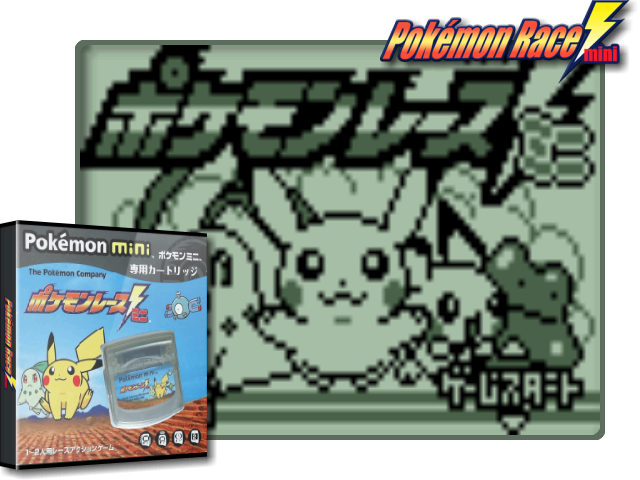 Pokémon Race
mini
ポケモンレース
ミニ
ゲームスタート
Pokémon mini
ポケモンミニ
専用カートリッジ
The Pokémon Company
ポケモンレース
ミニ
Pokémon mini
POKÉMON RACE
1~2人用レースアクションゲーム